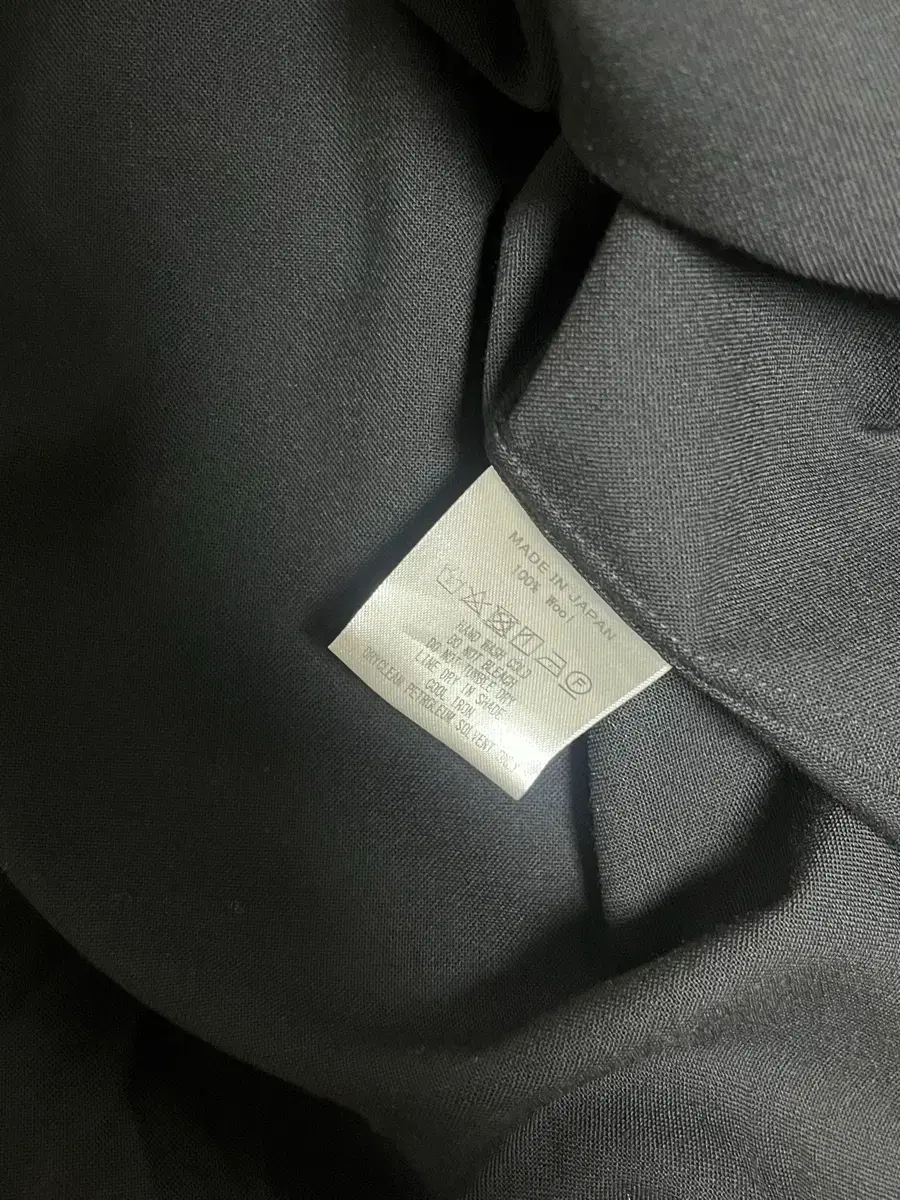 MADE IN JAPAN
100% Wool
HAND WASH COLD
DO NOT BLEACH
DO NOT TUMBLE DRY
LINE DRY IN SHADE
COOL IRON
DRYCLEAN PETROLEUM SOLVENT ONLY